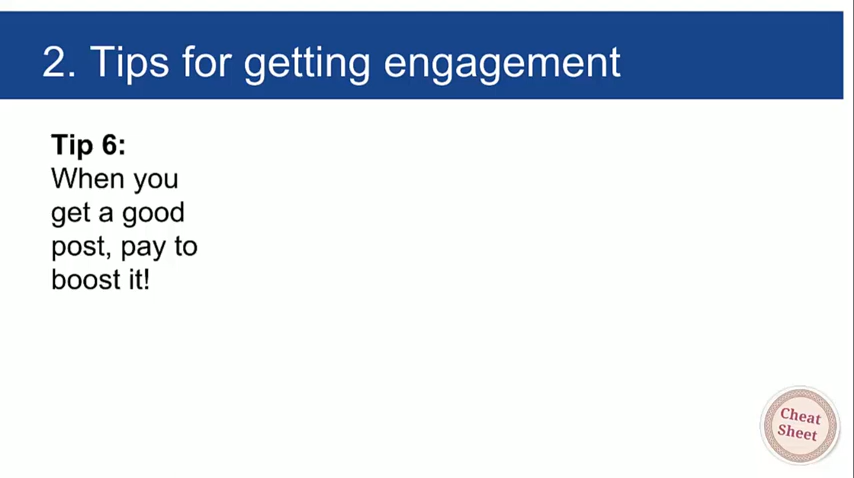 2. Tips for getting engagement
Tip 6:
When you
get a good
post, pay to
boost it!
Cheat
Sheet